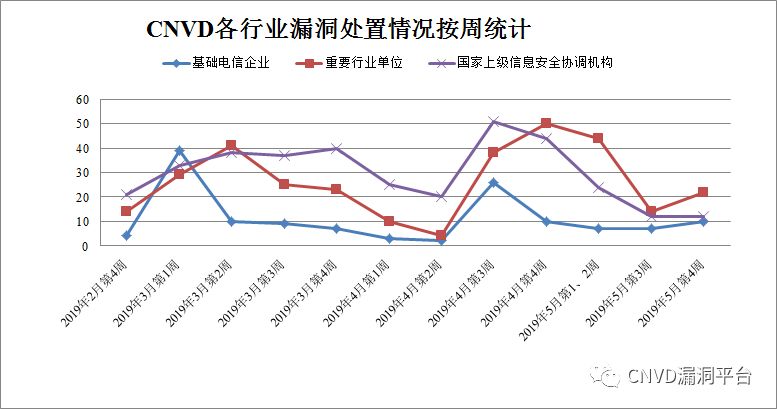 CNVD各行业漏洞处置情况按周统计
基础电信企业 重要行业单位 国家上级信息安全协调机构
60
50
40
30
20
10
0
2019年2月第4周
2019年3月第1周
2019年3月第2周
2019年3月第3周
2019年3月第4周
2019年4月第1周
2019年4月第2周
2019年4月第3周
2019年4月第4周
2019年5月第1、2周
2019年5月第3周
2019年5月第4周
CNVD漏洞平台